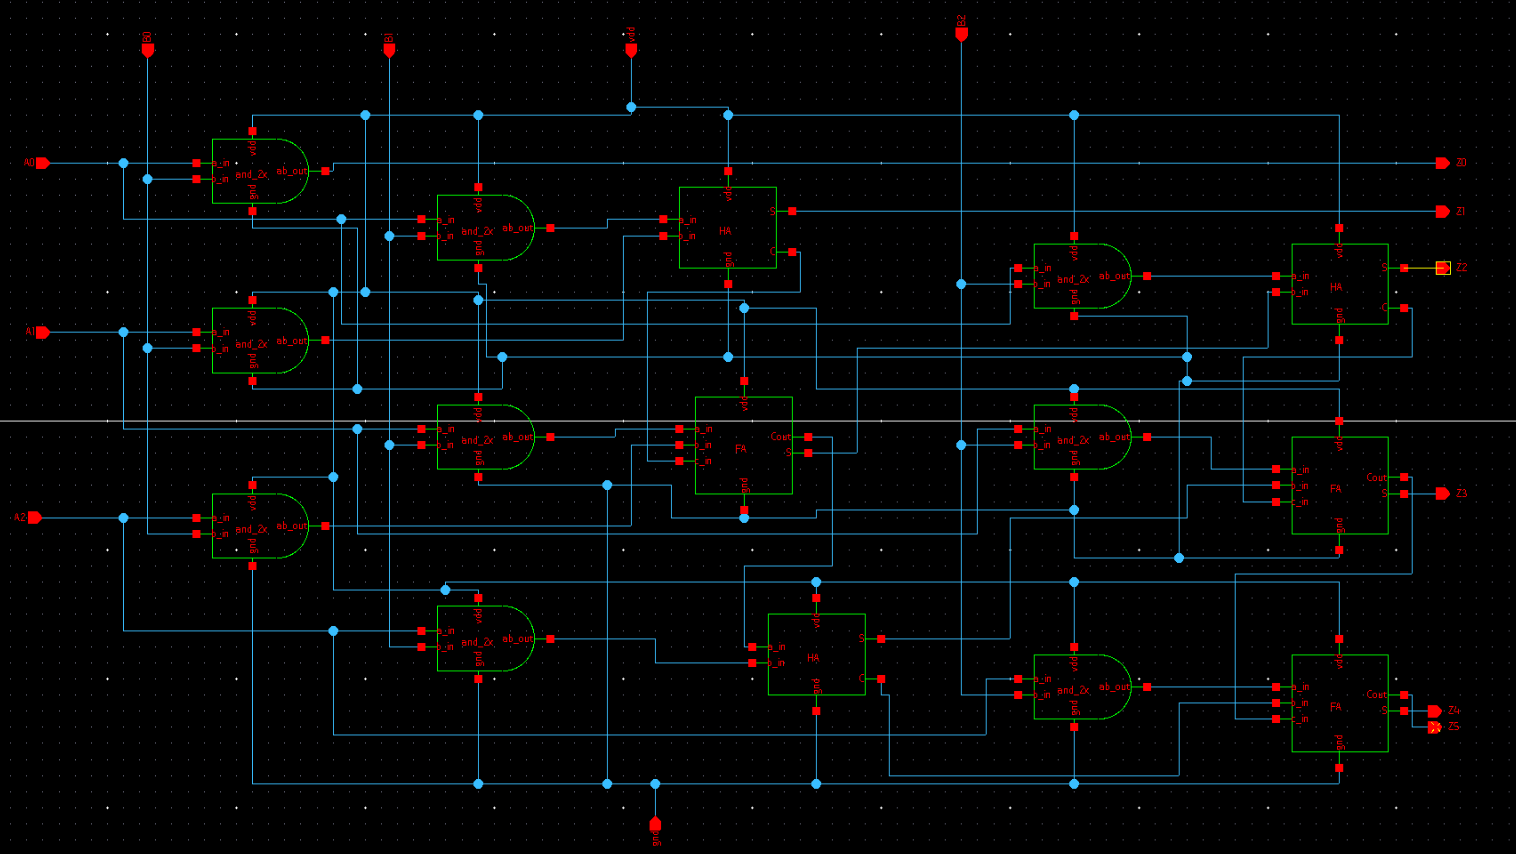 B0
B1
vdd
B2
A0
vdd
a_in
b_in
and_2x
ab_out
gnd
Z0
vdd
a_in
b_in
and_2x
ab_out
gnd
vdd
HA
S
C
gnd
Z1
vdd
a_in
b_in
and_2x
ab_out
gnd
vdd
a_in
b_in
HA
S
C
gnd
Z2
A1
vdd
a_in
b_in
and_2x
ab_out
gnd
vdd
a_in
b_in
and_2x
ab_out
gnd
vdd
a_in
b_in
c_in
FA
Cout
S
gnd
vdd
a_in
b_in
and_2x
ab_out
gnd
vdd
a_in
b_in
c_in
FA
Cout
S
gnd
Z3
A2
vdd
a_in
b_in
and_2x
ab_out
gnd
vdd
a_in
b_in
and_2x
ab_out
gnd
vdd
a_in
b_in
HA
S
C
gnd
vdd
a_in
b_in
and_2x
ab_out
gnd
vdd
a_in
b_in
c_in
FA
Cout
S
gnd
Z4
Z5
gnd